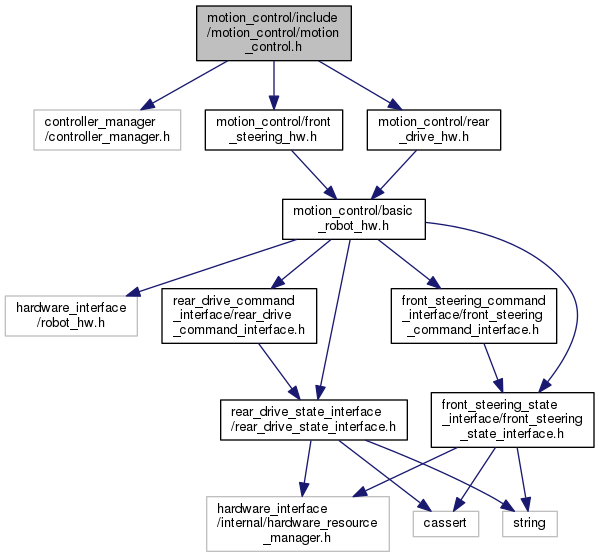 motion_control/include
/motion_control/motion
_control.h
controller_manager
/controller_manager.h
motion_control/front
_steering_hw.h
motion_control/rear
_drive_hw.h
motion_control/basic
_robot_hw.h
hardware_interface
/robot_hw.h
rear_drive_command
_interface/rear_drive
_command_interface.h
front_steering_command
_interface/front_steering
_command_interface.h
rear_drive_state_interface
/rear_drive_state_interface.h
front_steering_state
_interface/front_steering
_state_interface.h
hardware_interface
/internal/hardware_resource
_manager.h
cassert
string